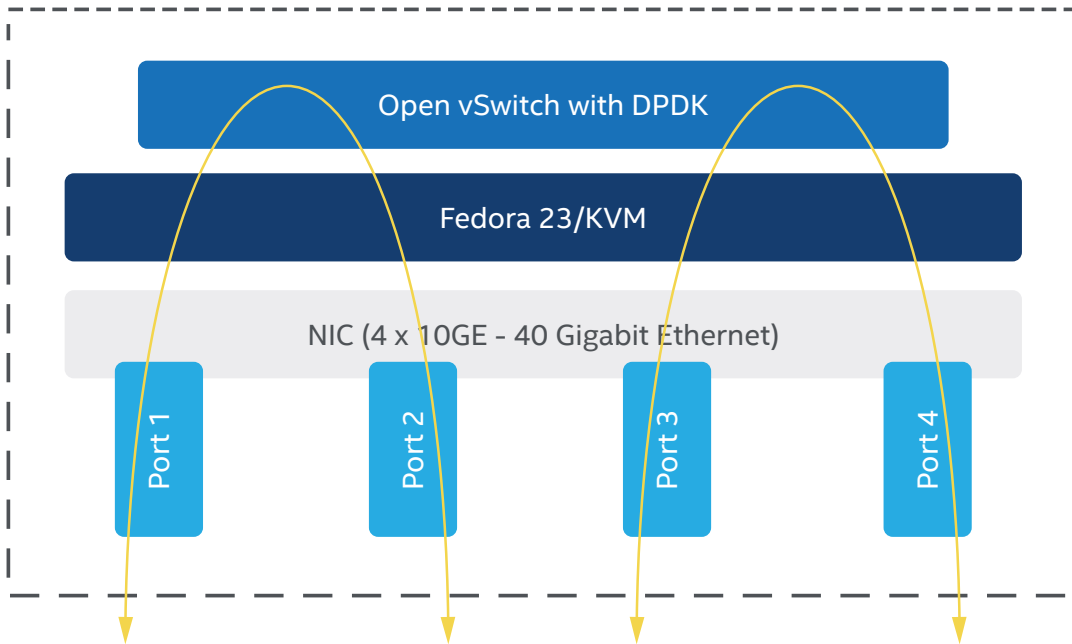 Open vSwitch with DPDK
Fedora 23/KVM
NIC (4 x 10GE - 40 Gigabit Ethernet)
Port 1
Port 2
Port 3
Port 4